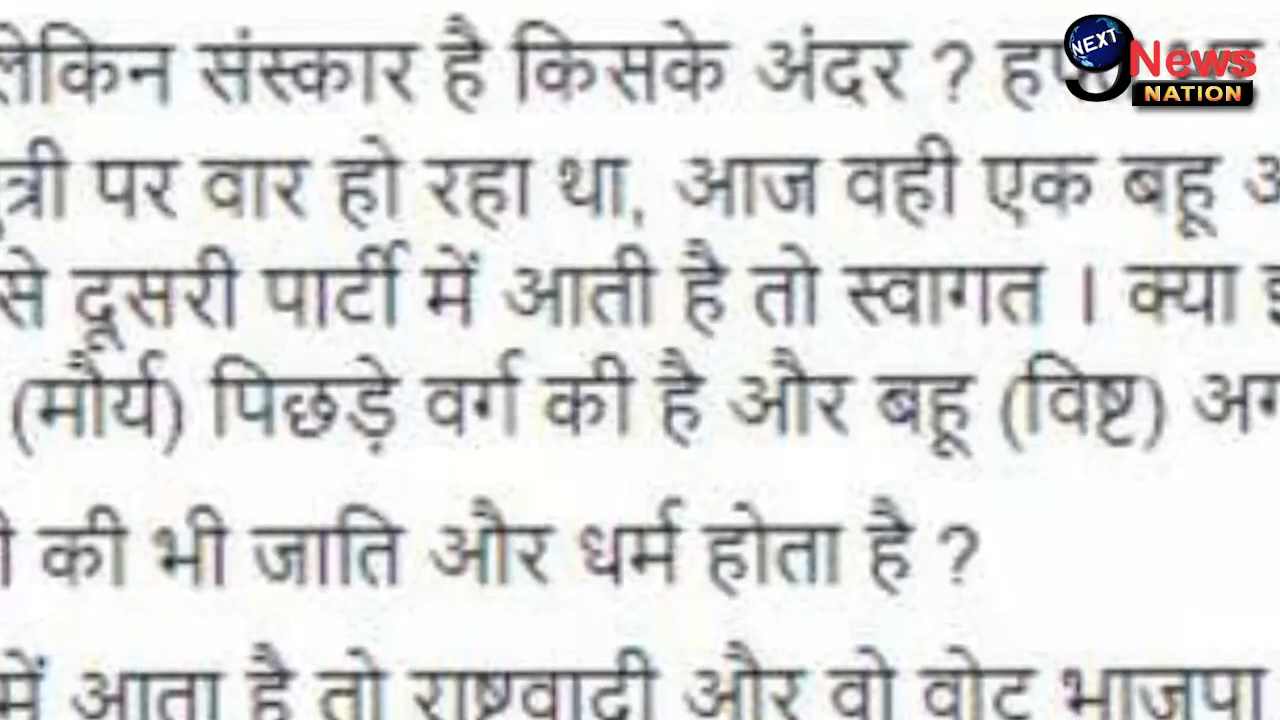 लेकिन संस्कार है किसके अंदर ?
NEXT
9 News
NATION
पर वार हो रहा था, आज वही एक बहू
से दूसरी पार्टी में आती है तो स्वागत । क्या
(मौर्य) पिछड़े वर्ग की है और बहू (विष्ट)
की भी जाति और धर्म होता है ?
में आता है तो राष्ट्रवादी और वो वोट भाजपा